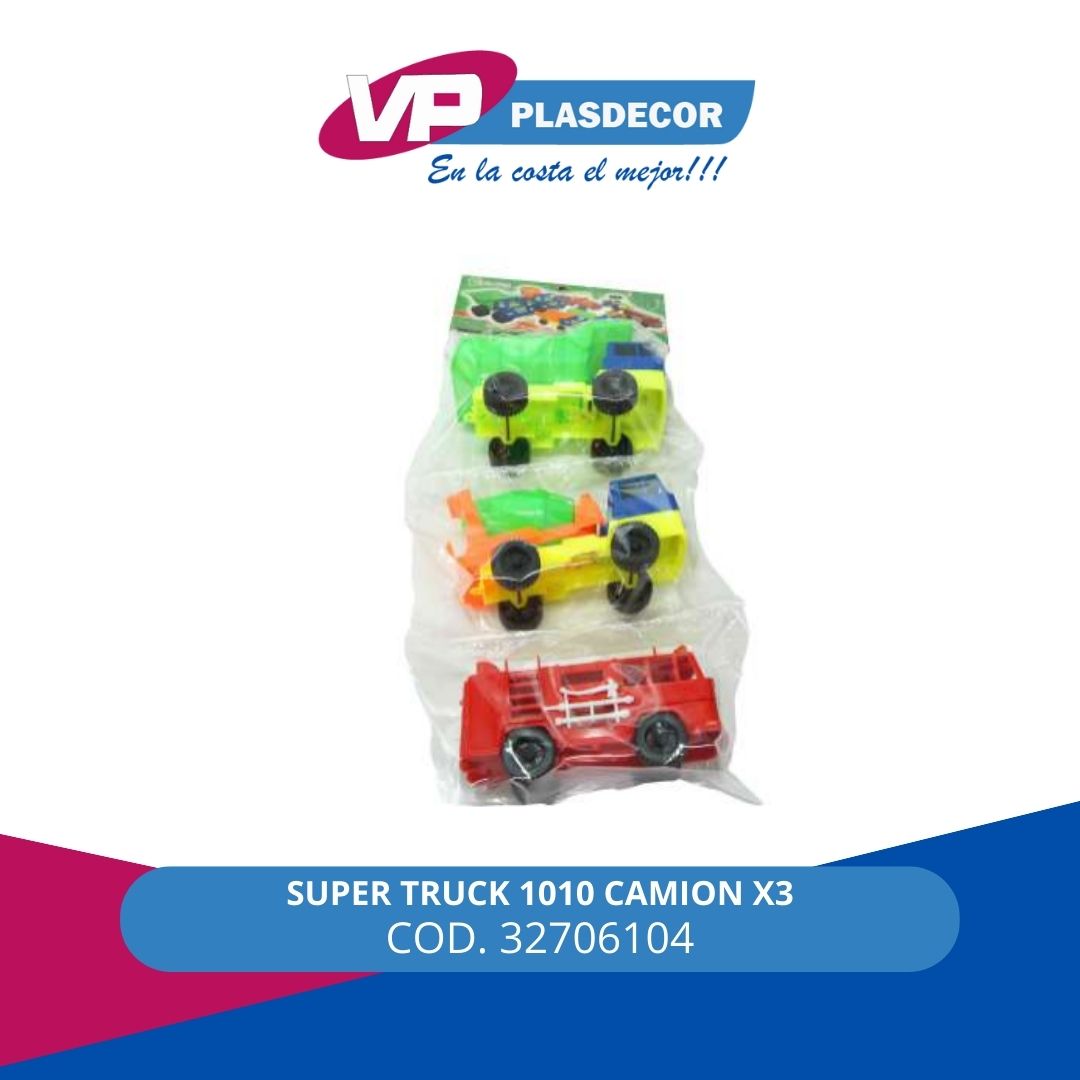 VP PLASDECOR
En la costa el mejor!!!
SUPER TRUCK 1010 CAMION X3
COD. 32706104